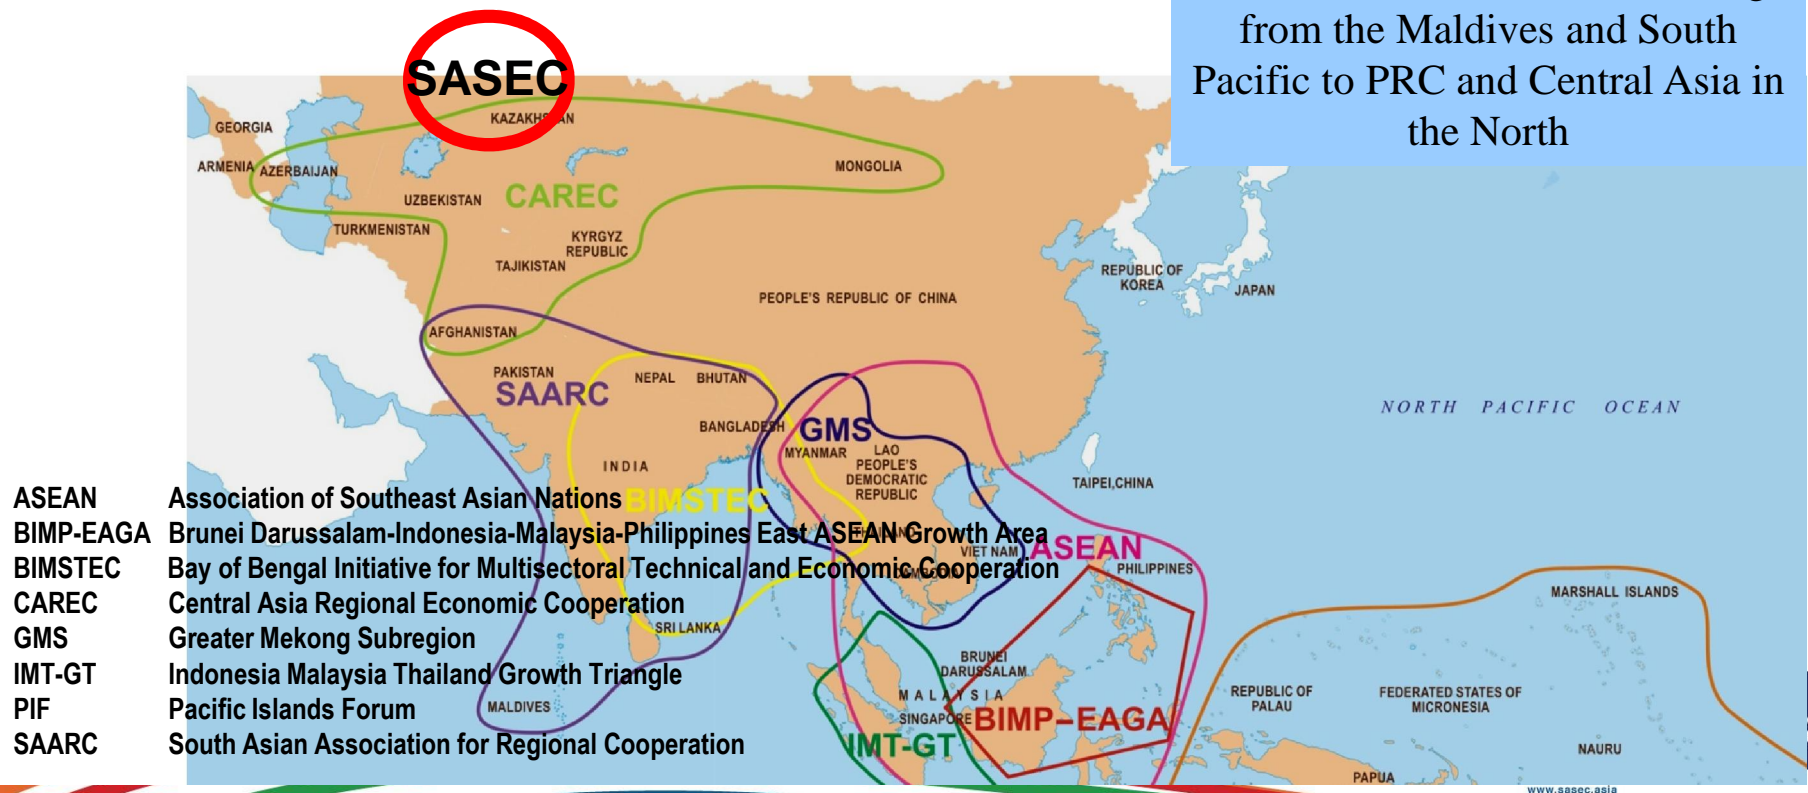 from the Maldives and South
Pacific to PRC and Central Asia in
the North
SASEC
KAZAKHSTAN
GEORGIA
ARMENIA
AZERBAIJAN
MONGOLIA
UZBEKISTAN
CAREC
TURKMENISTAN
KYRGYZ
REPUBLIC
TAJIKISTAN
REPUBLIC OF
KOREA
JAPAN
PEOPLE'S REPUBLIC OF CHINA
AFGHANISTAN
PAKISTAN
SAARC
NEPAL
BHUTAN
NORTH PACIFIC OCEAN
BANGLADESH
GMS
MYANMAR
LAO
PEOPLE'S
DEMOCRATIC
REPUBLIC
INDIA
TAIPEI,CHINA
BIMSTEC
THAILAND
VIET NAM
ASEAN
CAMBODIA
PHILIPPINES
MARSHALL ISLANDS
SRI LANKA
BRUNEI
DARUSSALAM
MALAYSIA
SINGAPORE
BIMP-EAGA
IMT-GT
MALDIVES
REPUBLIC OF
PALAU
FEDERATED STATES OF
MICRONESIA
NAURU
PAPUA
ASEAN Association of Southeast Asian Nations
BIMP-EAGA Brunei Darussalam-Indonesia-Malaysia-Philippines East ASEAN Growth Area
BIMSTEC Bay of Bengal Initiative for Multisectoral Technical and Economic Cooperation
CAREC Central Asia Regional Economic Cooperation
GMS Greater Mekong Subregion
IMT-GT Indonesia Malaysia Thailand Growth Triangle
PIF Pacific Islands Forum
SAARC South Asian Association for Regional Cooperation
www.sasec.asia